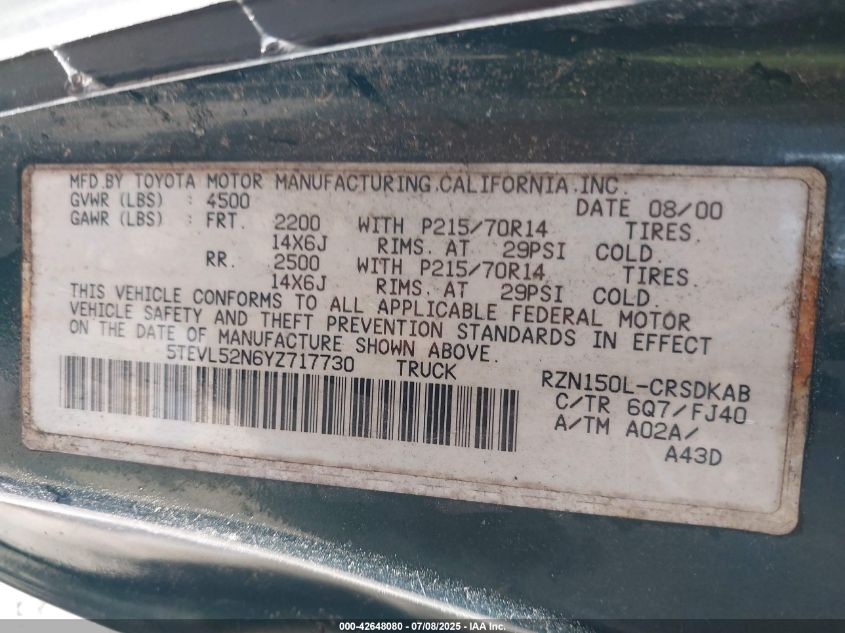 MFD BY TOYOTA MOTOR MANUFACTURING.CALIFORNIA.INC.
GVWR (LBS) : 4500 DATE 08/00
GAWR (LBS) : FRT. 2200 WITH P215/70R14 TIRES.
14X6J RIMS. AT 29PSI COLD.
RR. 2500 WITH P215/70R14 TIRES.
14X6J RIMS. AT 29PSI COLD.
THIS VEHICLE CONFORMS TO ALL APPLICABLE FEDERAL MOTOR
VEHICLE SAFETY AND THEFT PREVENTION STANDARDS IN EFFECT
ON THE DATE OF MANUFACTURE SHOWN ABOVE.
5TEVL52N6YZ717730 TRUCK
RZN150L-CRSDKAB
C/TR 6Q7/FJ40
A/TM A02A/
A43D
000-42648080 - 07/08/2025 - IAA Inc.